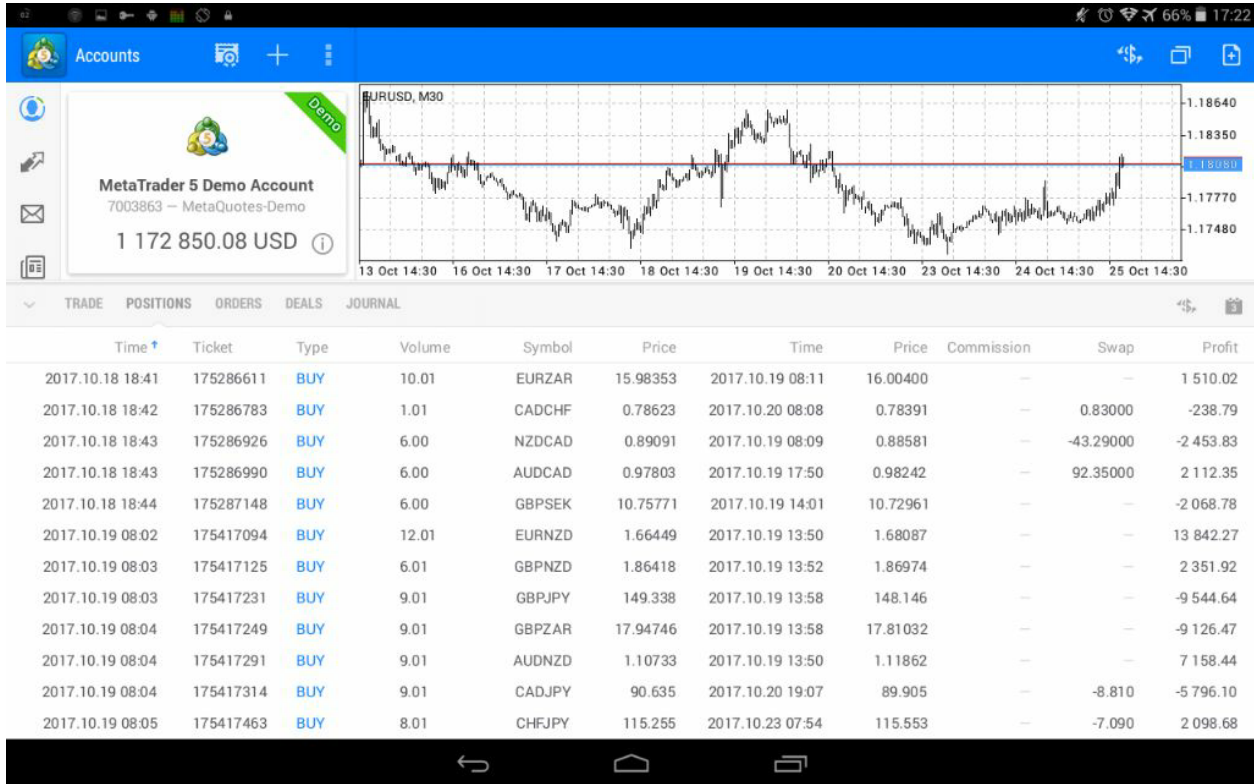 66% 17:22
Accounts
Demo
MetaTrader 5 Demo Account
7003863 — MetaQuotes-Demo
1 172 850.08 USD
EURUSD, M30
1.18640
1.18350
1.18080
1.17770
1.17480
13 Oct 14:30 16 Oct 14:30 17 Oct 14:30 18 Oct 14:30 19 Oct 14:30 20 Oct 14:30 23 Oct 14:30 24 Oct 14:30 25 Oct 14:30
TRADE POSITIONS ORDERS DEALS JOURNAL
Time Ticket Type Volume Symbol Price Time Price Commission Swap Profit
2017.10.18 18:41 175286611 BUY 10.01 EURZAR 15.98353 2017.10.19 08:11 16.00400 — — 1 510.02
2017.10.18 18:42 175286783 BUY 1.01 CADCHF 0.78623 2017.10.20 08:08 0.78391 — 0.83000 -238.79
2017.10.18 18:43 175286926 BUY 6.00 NZDCAD 0.89091 2017.10.19 08:09 0.88581 — -43.29000 -2 453.83
2017.10.18 18:43 175286990 BUY 6.00 AUDCAD 0.97803 2017.10.19 17:50 0.98242 — 92.35000 2 112.35
2017.10.18 18:44 175287148 BUY 6.00 GBPSEK 10.75771 2017.10.19 14:01 10.72961 — — -2 068.78
2017.10.19 08:02 175417094 BUY 12.01 EURNZD 1.66449 2017.10.19 13:50 1.68087 — — 13 842.27
2017.10.19 08:03 175417125 BUY 6.01 GBPNZD 1.86418 2017.10.19 13:52 1.86974 — — 2 351.92
2017.10.19 08:03 175417231 BUY 9.01 GBPJPY 149.338 2017.10.19 13:58 148.146 — — -9 544.64
2017.10.19 08:04 175417249 BUY 9.01 GBPZAR 17.94746 2017.10.19 13:58 17.81032 — — -9 126.47
2017.10.19 08:04 175417291 BUY 9.01 AUDNZD 1.10733 2017.10.19 13:50 1.11862 — — 7 158.44
2017.10.19 08:04 175417314 BUY 9.01 CADJPY 90.635 2017.10.20 19:07 89.905 — -8.810 -5 796.10
2017.10.19 08:05 175417463 BUY 8.01 CHFJPY 115.255 2017.10.23 07:54 115.553 — -7.090 2 098.68